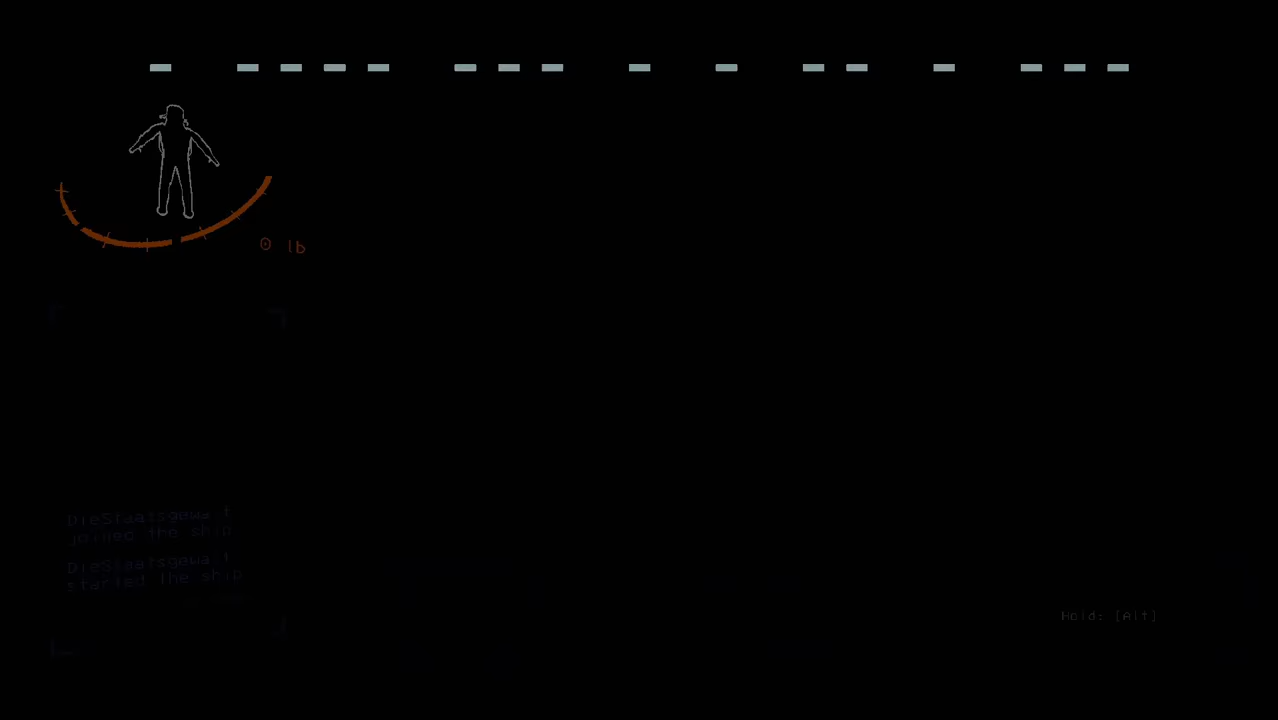 0 lb
DieStaatsgewalt
joined the ship
DieStaatsgewalt
started the ship
Hold: [Alt]